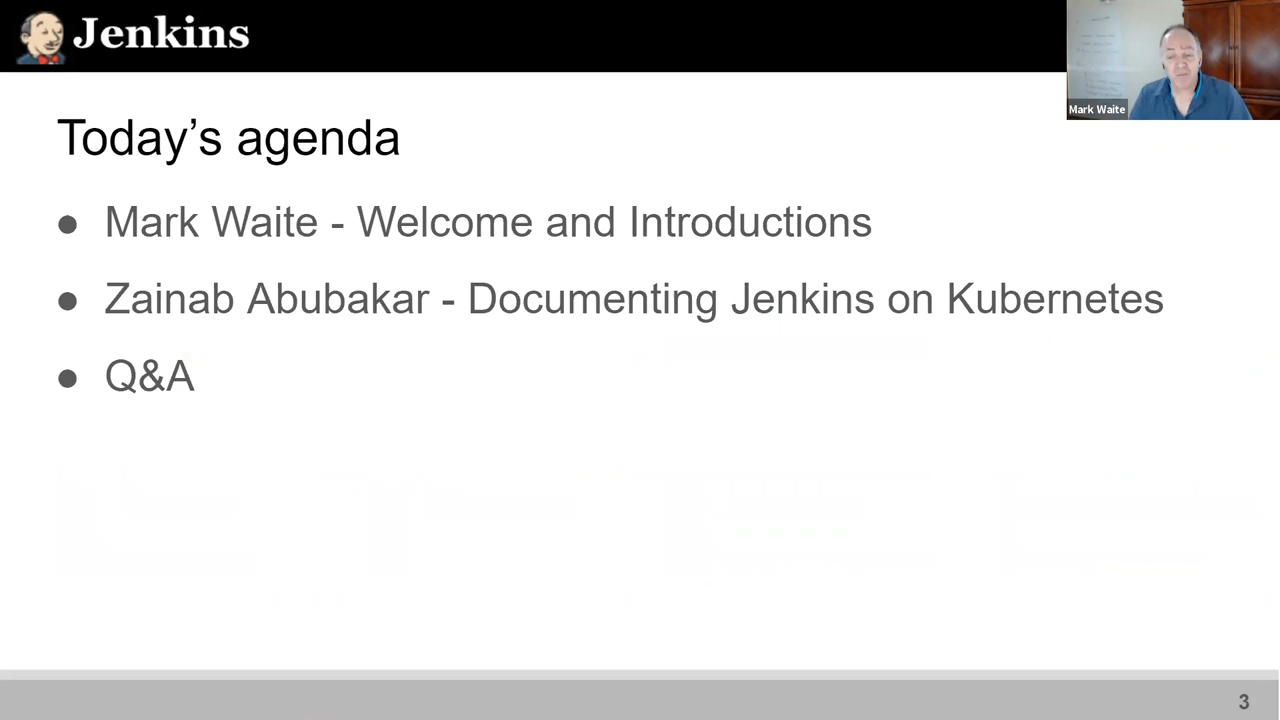 Jenkins
Mark Waite
Today's agenda
● Mark Waite - Welcome and Introductions
● Zainab Abubakar - Documenting Jenkins on Kubernetes
● Q&A
3